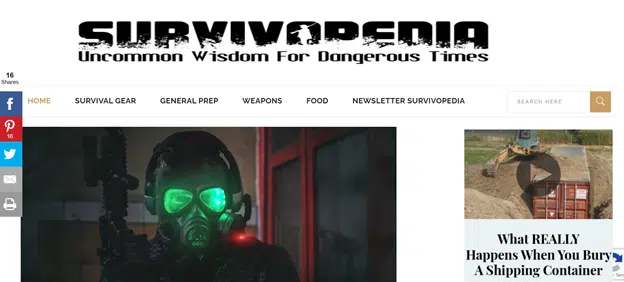 SURVIVOPEDIA
Uncommon Wisdom For Dangerous Times
16
Shares
HOME
SURVIVAL GEAR
GENERAL PREP
WEAPONS
FOOD
NEWSLETTER SURVIVOPEDIA
SEARCH HERE
16
What REALLY
Happens When You Bury
A Shipping Container